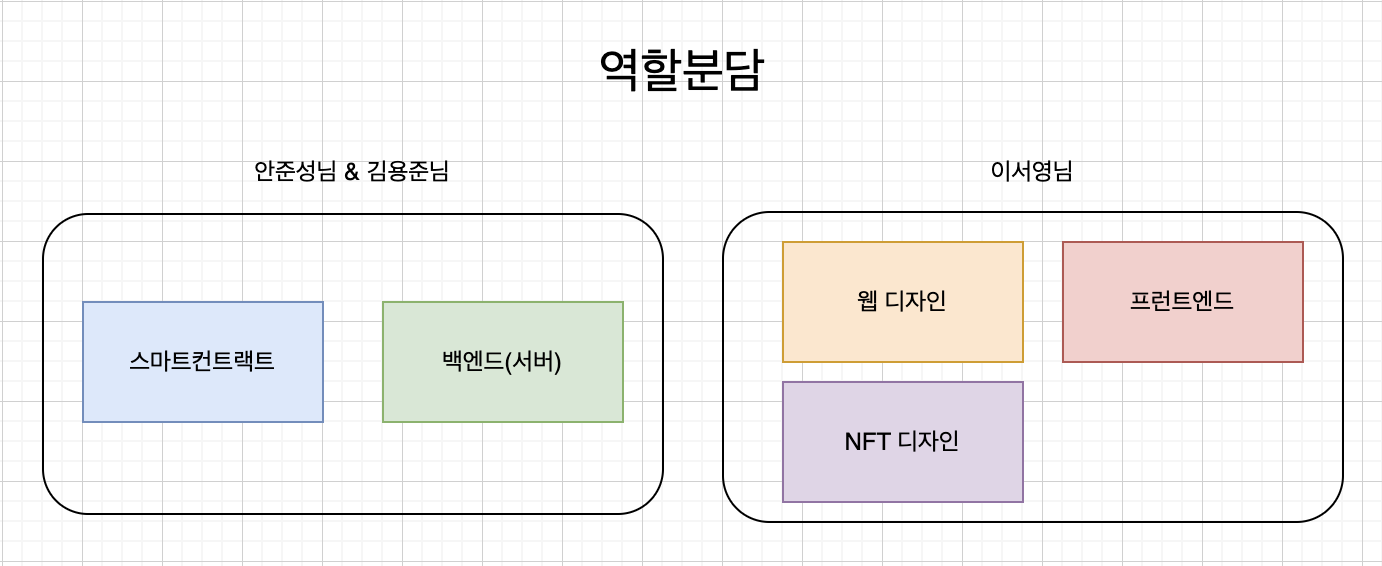 역할분담
안준성님 & 김용준님
스마트컨트랙트
백엔드(서버)
이서영님
웹 디자인
프런트엔드
NFT 디자인